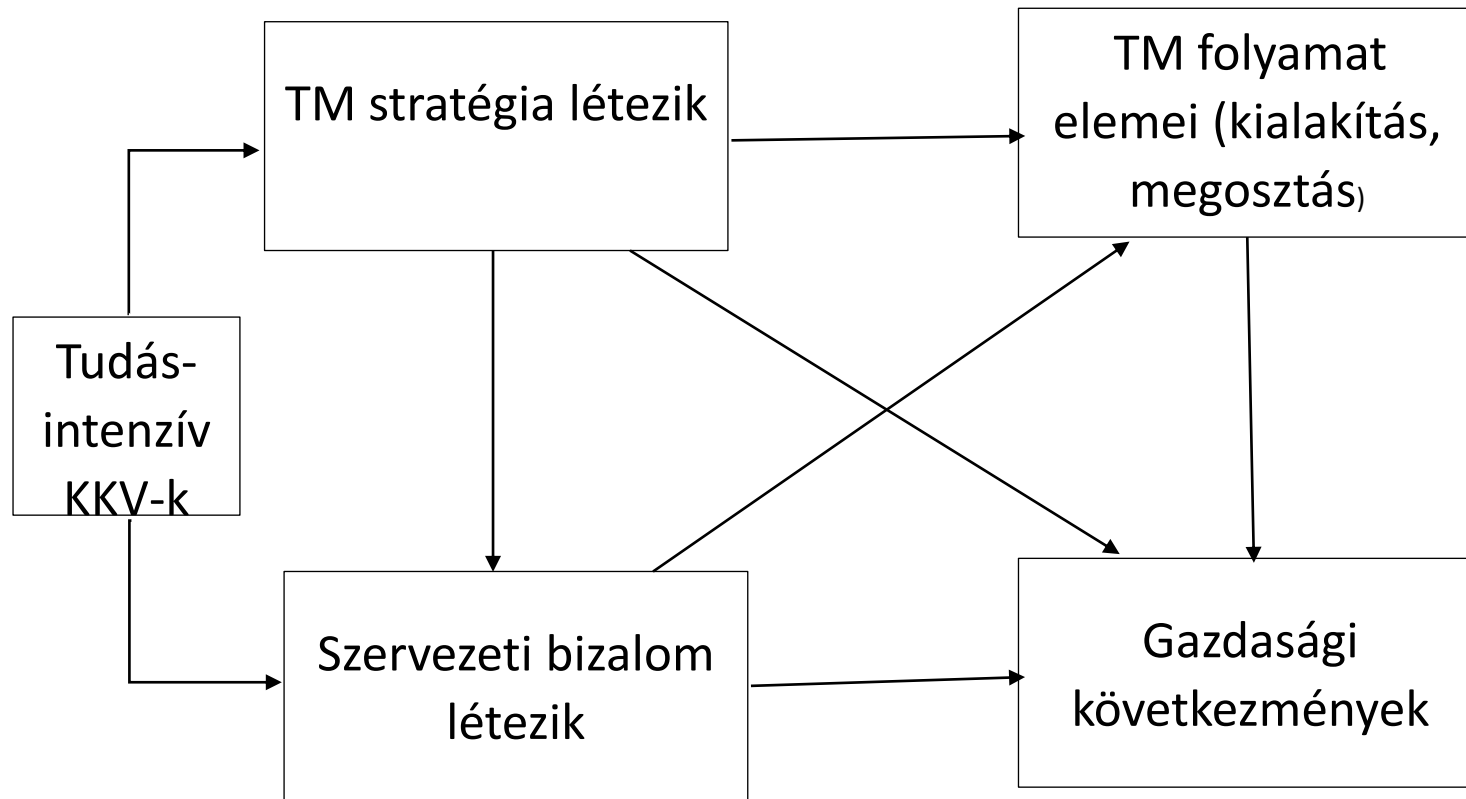 TM stratégia létezik
TM folyamat
elemei (kialakítás,
megosztás)
Tudás-
intenzív
KKV-k
Szervezeti bizalom
létezik
Gazdasági
következmények